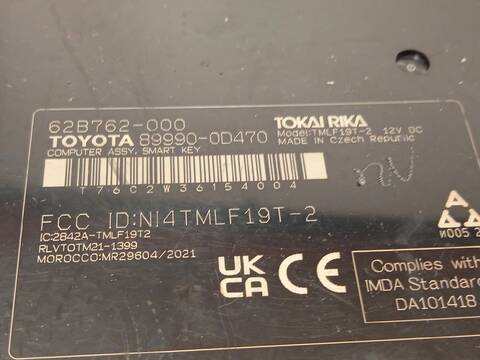 62B762-000
TOKAI RIKA
TOYOTA 89990-0D470
Model:TMLF19T-2 12V DC
COMPUTER ASSY, SMART KEY
MADE IN Czech Republic
T76C2W36154004
FCC ID:NI4TMLF19T-2
IC:2842A-TMLF19T2
RLVTOTM21-1399
MOROCCO:MR29604/2021
UK
CA
CE
Complies with
IMDA Standard
DA101418